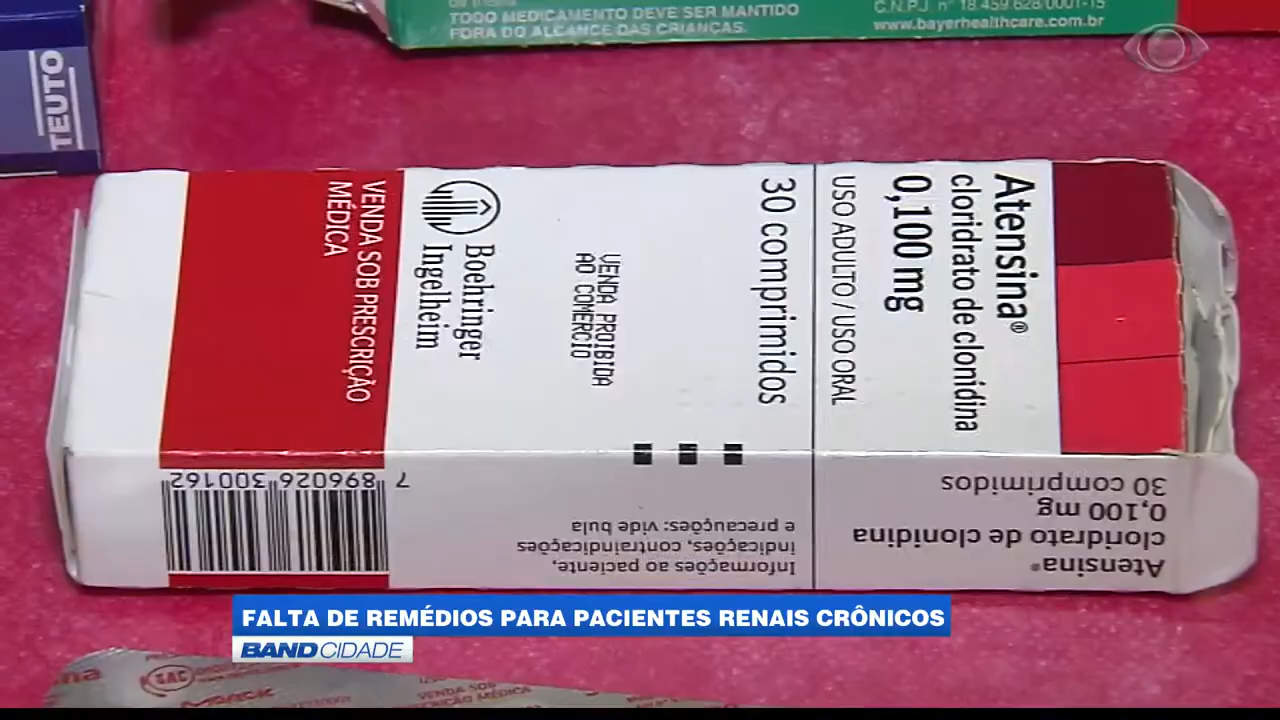 TODO MEDICAMENTO DEVE SER MANTIDO
FORA DO ALCANCE DAS CRIANÇAS.
C.N.P.J. n° 18.459.628/0001-15
www.bayerhealthcare.com.br
TEUTO
Atensina®
cloridrato de clonidina
0,100 mg
USO ADULTO / USO ORAL
30 comprimidos
VENDA PROIBIDA
AO COMÉRCIO
Boehringer
Ingelheim
VENDA SOB PRESCRIÇÃO
MÉDICA
Atensina®
cloridrato de clonidina
0,100 mg
30 comprimidos
Informações ao paciente,
indicações, contraindicações
e precauções: vide bula
7 896026 300162
FALTA DE REMÉDIOS PARA PACIENTES RENAIS CRÔNICOS
BAND CIDADE
SAC
VENDA SOB
MÉDICA